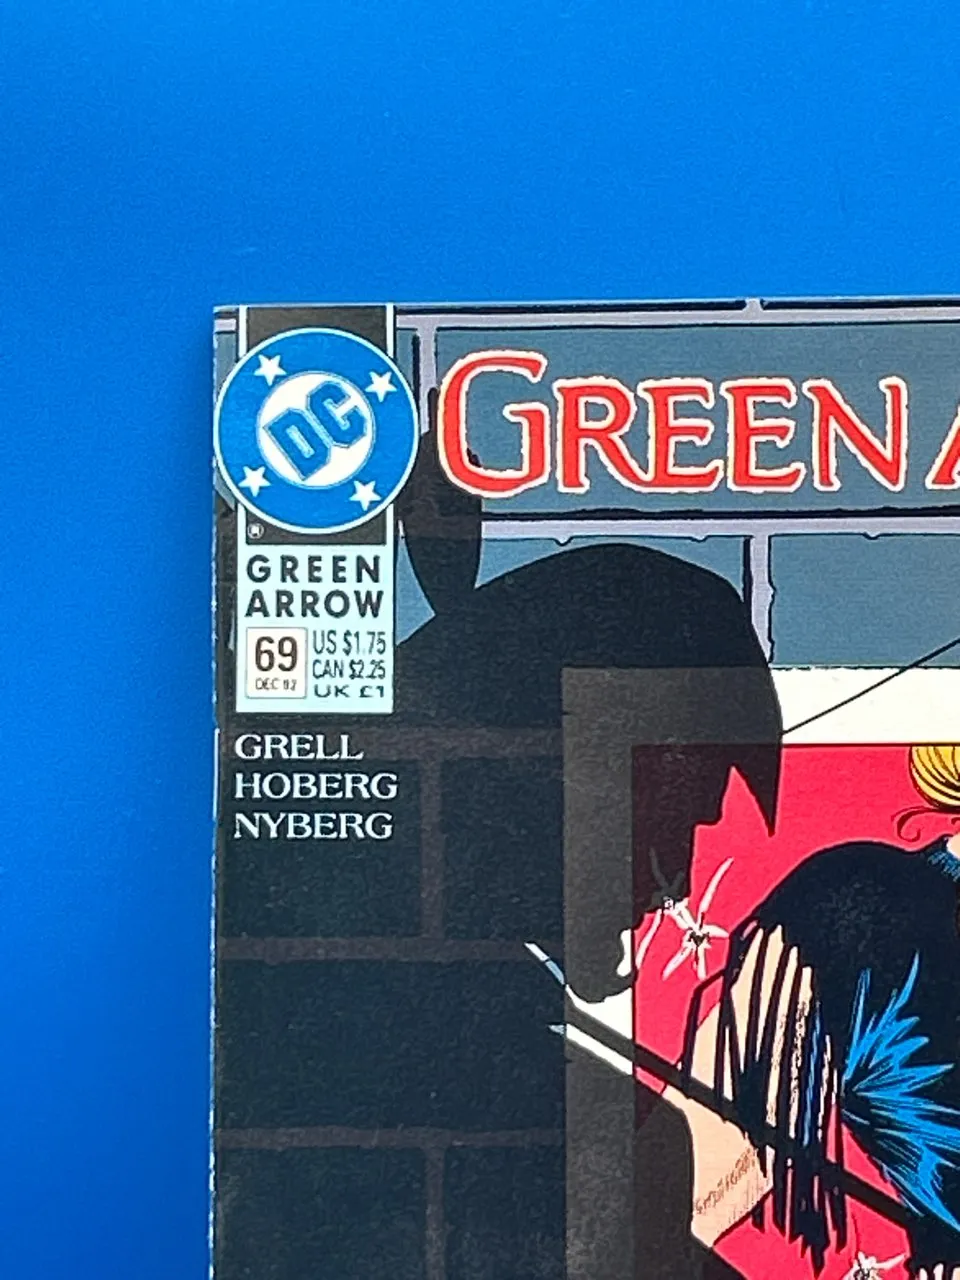 GREEN A
DC
®
GREEN
ARROW
69
DEC 92
US $1.75
CAN $2.25
UK £1
GRELL
HOBERG
NYBERG